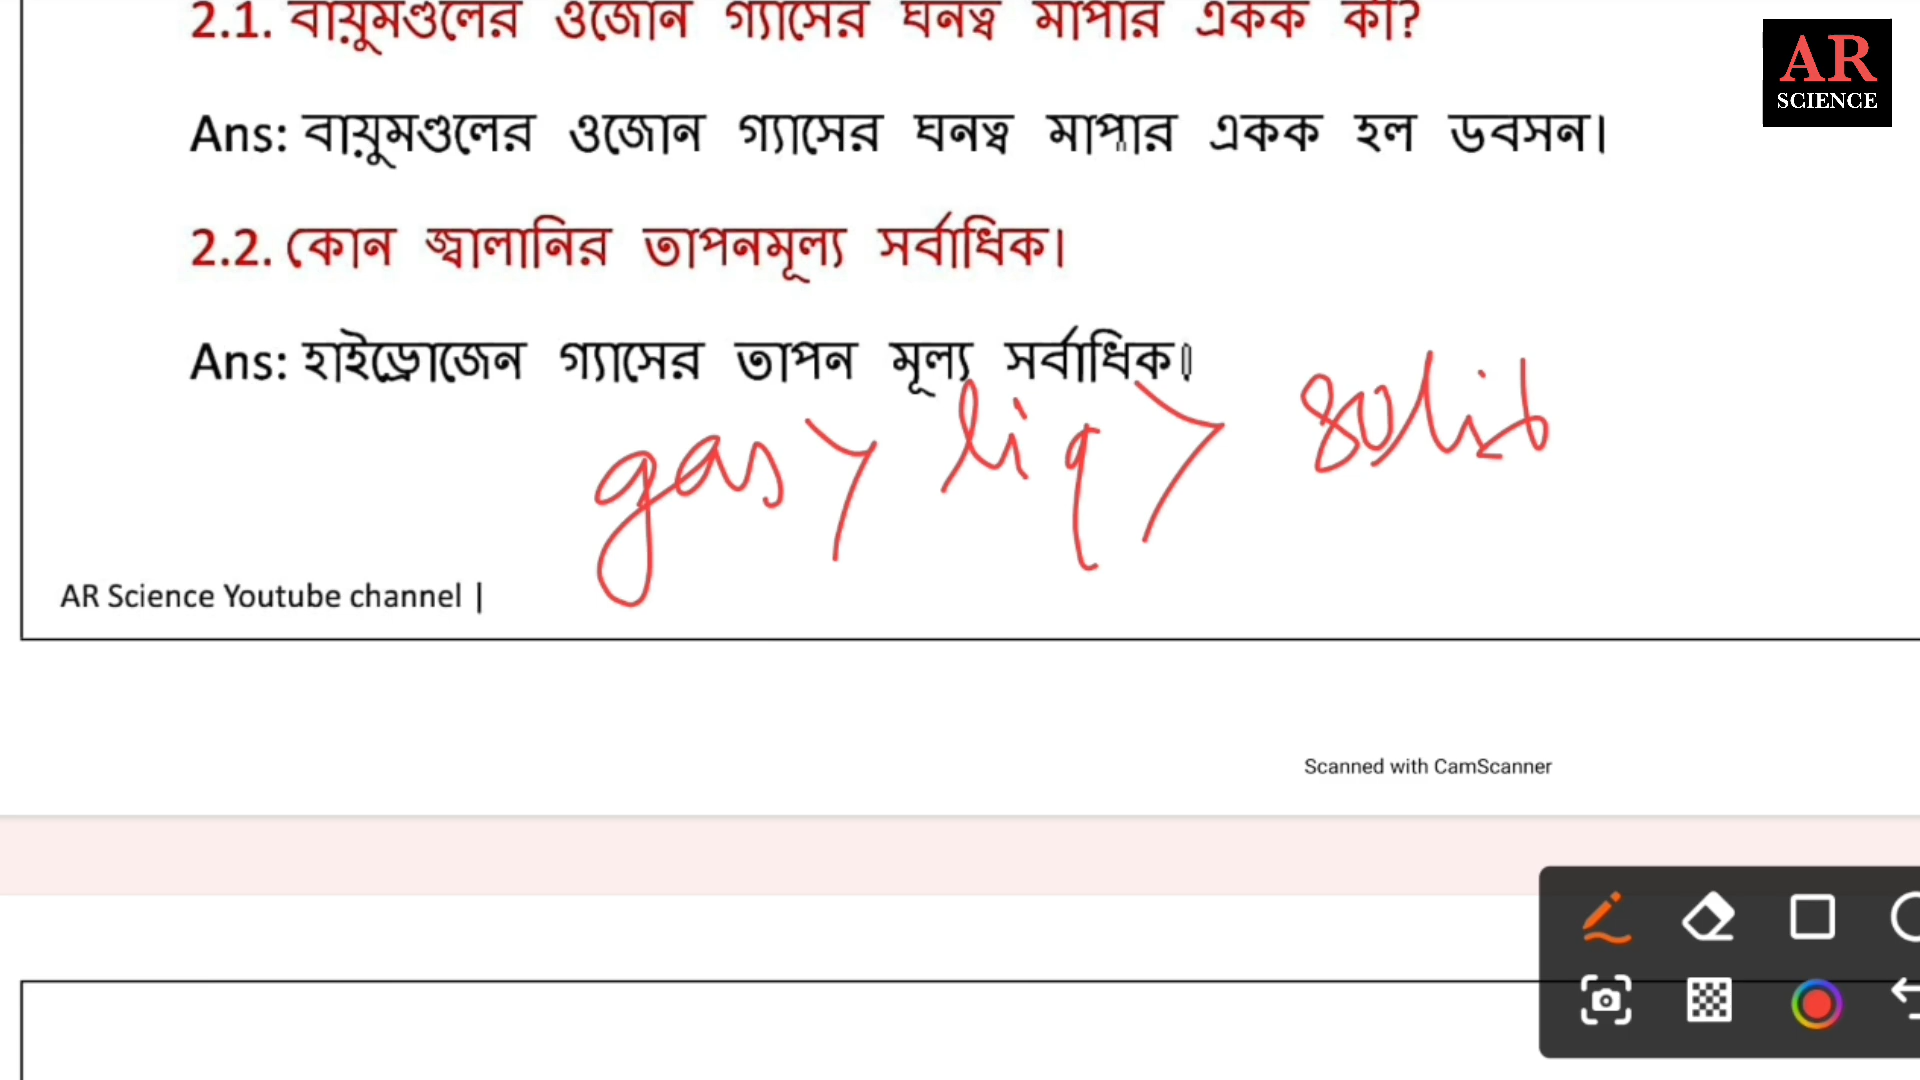 2.1. বায়ুমণ্ডলের ওজোন গ্যাসের ঘনত্ব মাপার একক কী?
AR
SCIENCE
Ans: বায়ুমণ্ডলের ওজোন গ্যাসের ঘনত্ব মাপার একক হল ডবসন।
2.2. কোন জ্বালানির তাপনমূল্য সর্বাধিক।
Ans: হাইড্রোজেন গ্যাসের তাপন মূল্য সর্বাধিক।
gas > liq > solid
AR Science Youtube channel |
Scanned with CamScanner